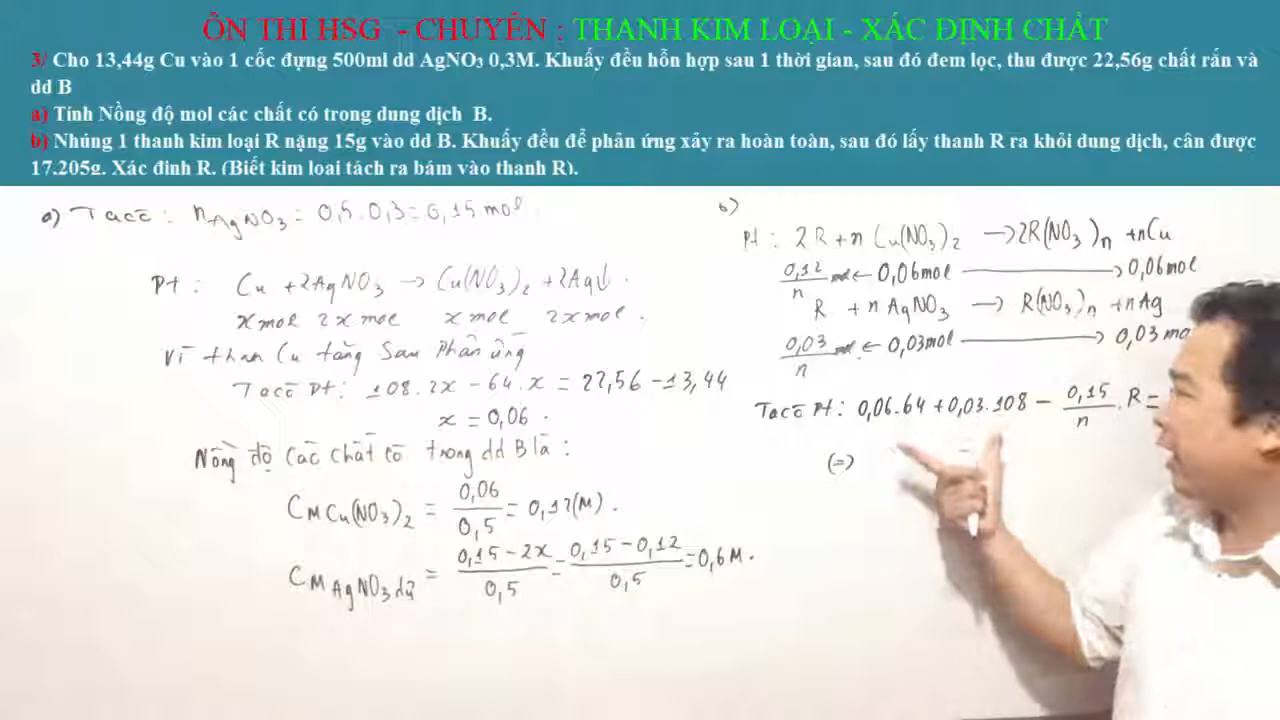 ÔN THI HSG - CHUYÊN : THANH KIM LOẠI - XÁC ĐỊNH CHẤT
3/ Cho 13,44g Cu vào 1 cốc đựng 500ml dd AgNO₃ 0,3M. Khuấy đều hỗn hợp sau 1 thời gian, sau đó đem lọc, thu được 22,56g chất rắn và
dd B
a) Tính Nồng độ mol các chất có trong dung dịch B.
b) Nhúng 1 thanh kim loại R nặng 15g vào dd B. Khuấy đều để phản ứng xảy ra hoàn toàn, sau đó lấy thanh R ra khỏi dung dịch, cân được
17,205g. Xác định R. (Biết kim loại tách ra bám vào thanh R).
a) Ta có : nAgNO₃ = 0,5.0,3 = 0,15 mol.
Pt : Cu + 2AgNO₃ → Cu(NO₃)₂ + 2Ag↓.
x mol 2x mol x mol 2x mol.
Vì thanh Cu tăng sau phản ứng
Ta có Pt : 108.2x - 64.x = 22,56 - 13,44
x = 0,06.
Nồng độ các chất có trong dd B là :
CM Cu(NO₃)₂ = 0,06/0,5 = 0,12(M).
CM AgNO₃ dư = (0,15 - 2x)/0,5 = (0,15 - 0,12)/0,5 = 0,6M.
b)
Pt : 2R + n Cu(NO₃)₂ → 2R(NO₃)n + nCu
0,12/n ← 0,06mol → 0,06mol
R + n AgNO₃ → R(NO₃)n + nAg
0,03/n ← 0,03mol → 0,03 mo
Ta có Pt : 0,06.64 + 0,03.108 - 0,15/n . R =
(=)